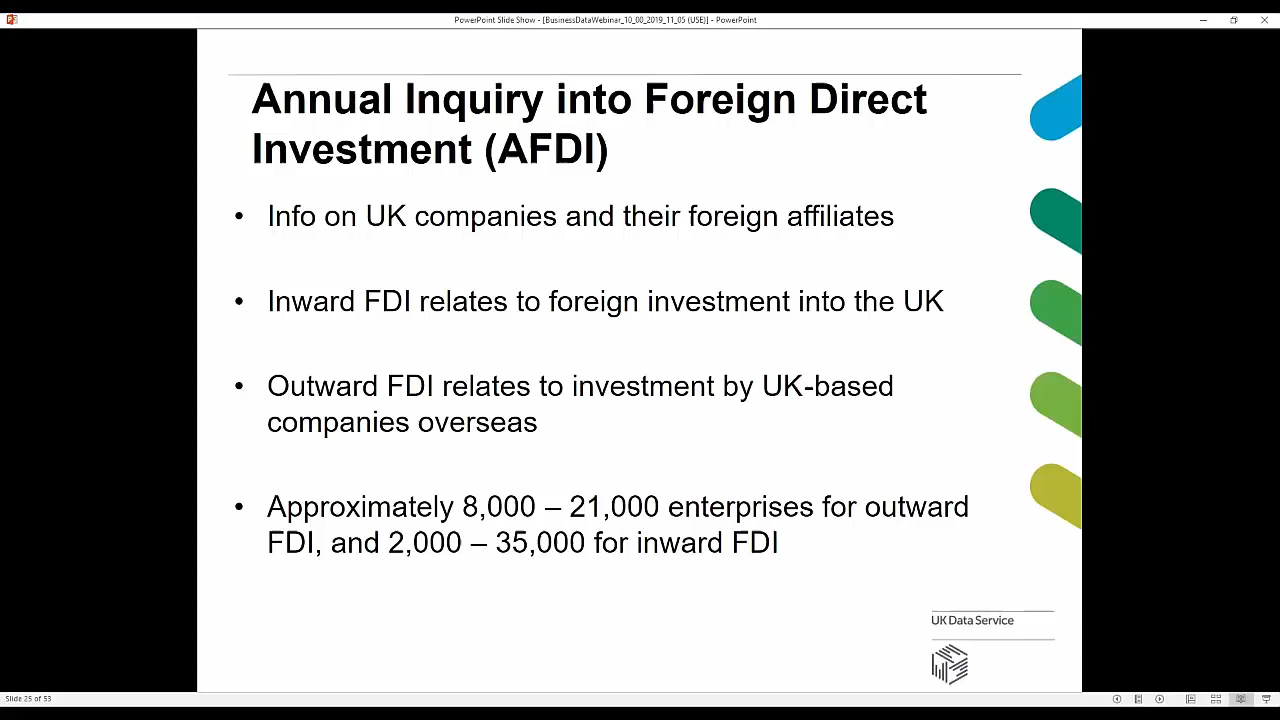 PowerPoint Slide Show - [BusinessDataWebinar_10_00_2019_11_05 (USE)] - PowerPoint
Annual Inquiry into Foreign Direct
Investment (AFDI)
• Info on UK companies and their foreign affiliates
• Inward FDI relates to foreign investment into the UK
• Outward FDI relates to investment by UK-based
companies overseas
• Approximately 8,000 – 21,000 enterprises for outward
FDI, and 2,000 – 35,000 for inward FDI
UK Data Service
Slide 25 of 53